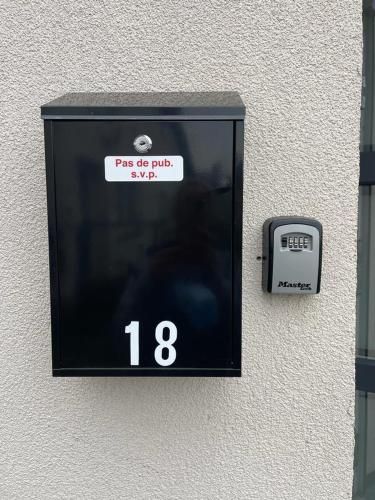 Pas de pub.
s.v.p.
Master
Lock
18